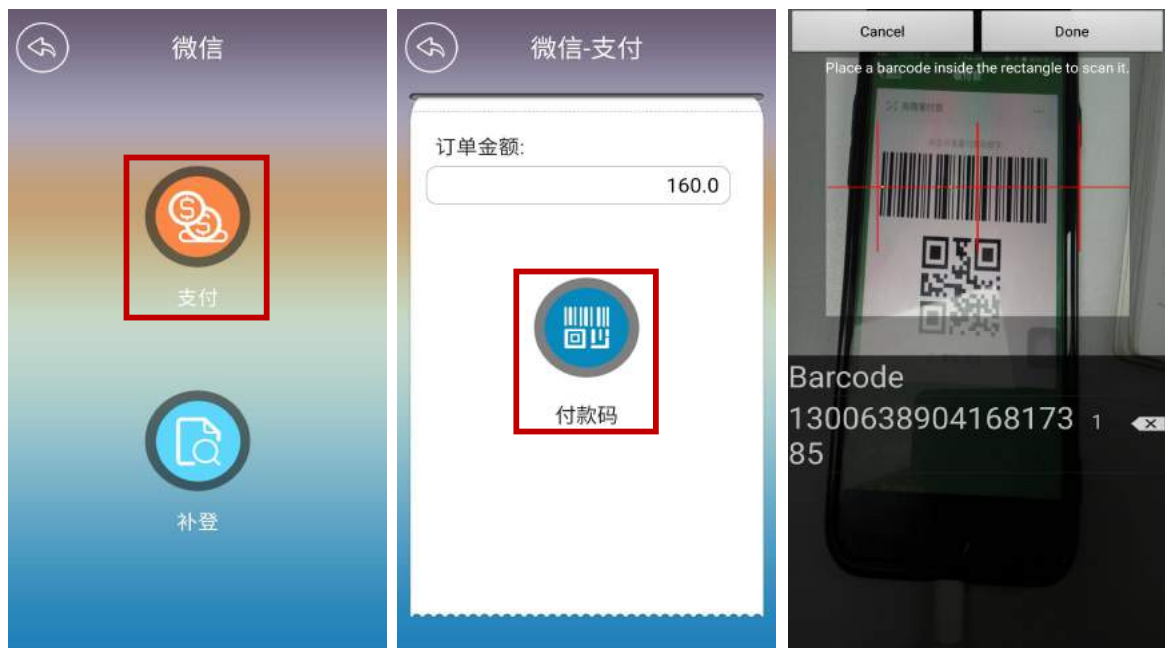 微信
支付
补登
微信-支付
订单金额:
160.0
付款码
Cancel
Done
Place a barcode inside the rectangle to scan it.
Barcode
1300638904168173
85
1